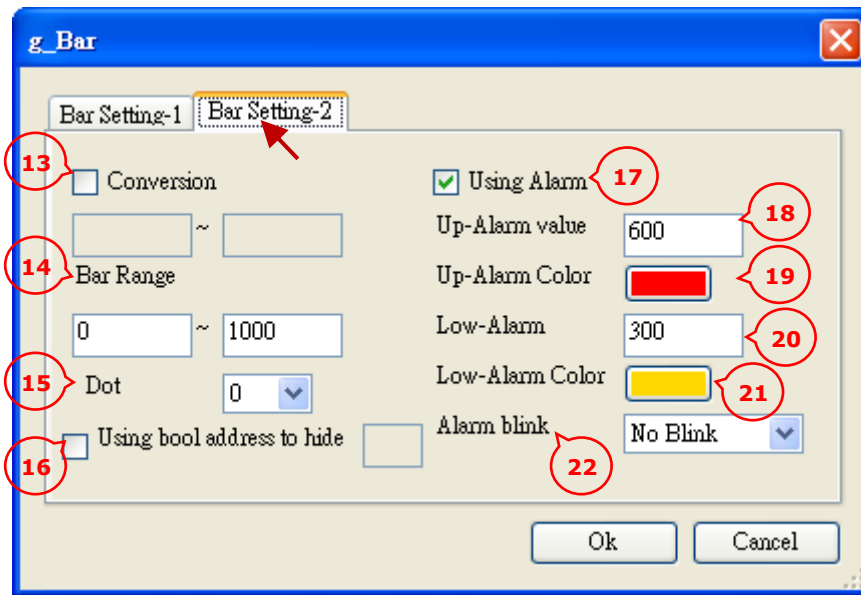 g_Bar
Bar Setting-1 Bar Setting-2
13 Conversion
~
14 Bar Range
0 ~ 1000
15 Dot 0
16 Using bool address to hide
Using Alarm 17
Up-Alarm value 600 18
Up-Alarm Color 19
Low-Alarm 300 20
Low-Alarm Color 21
Alarm blink No Blink
22
Ok Cancel